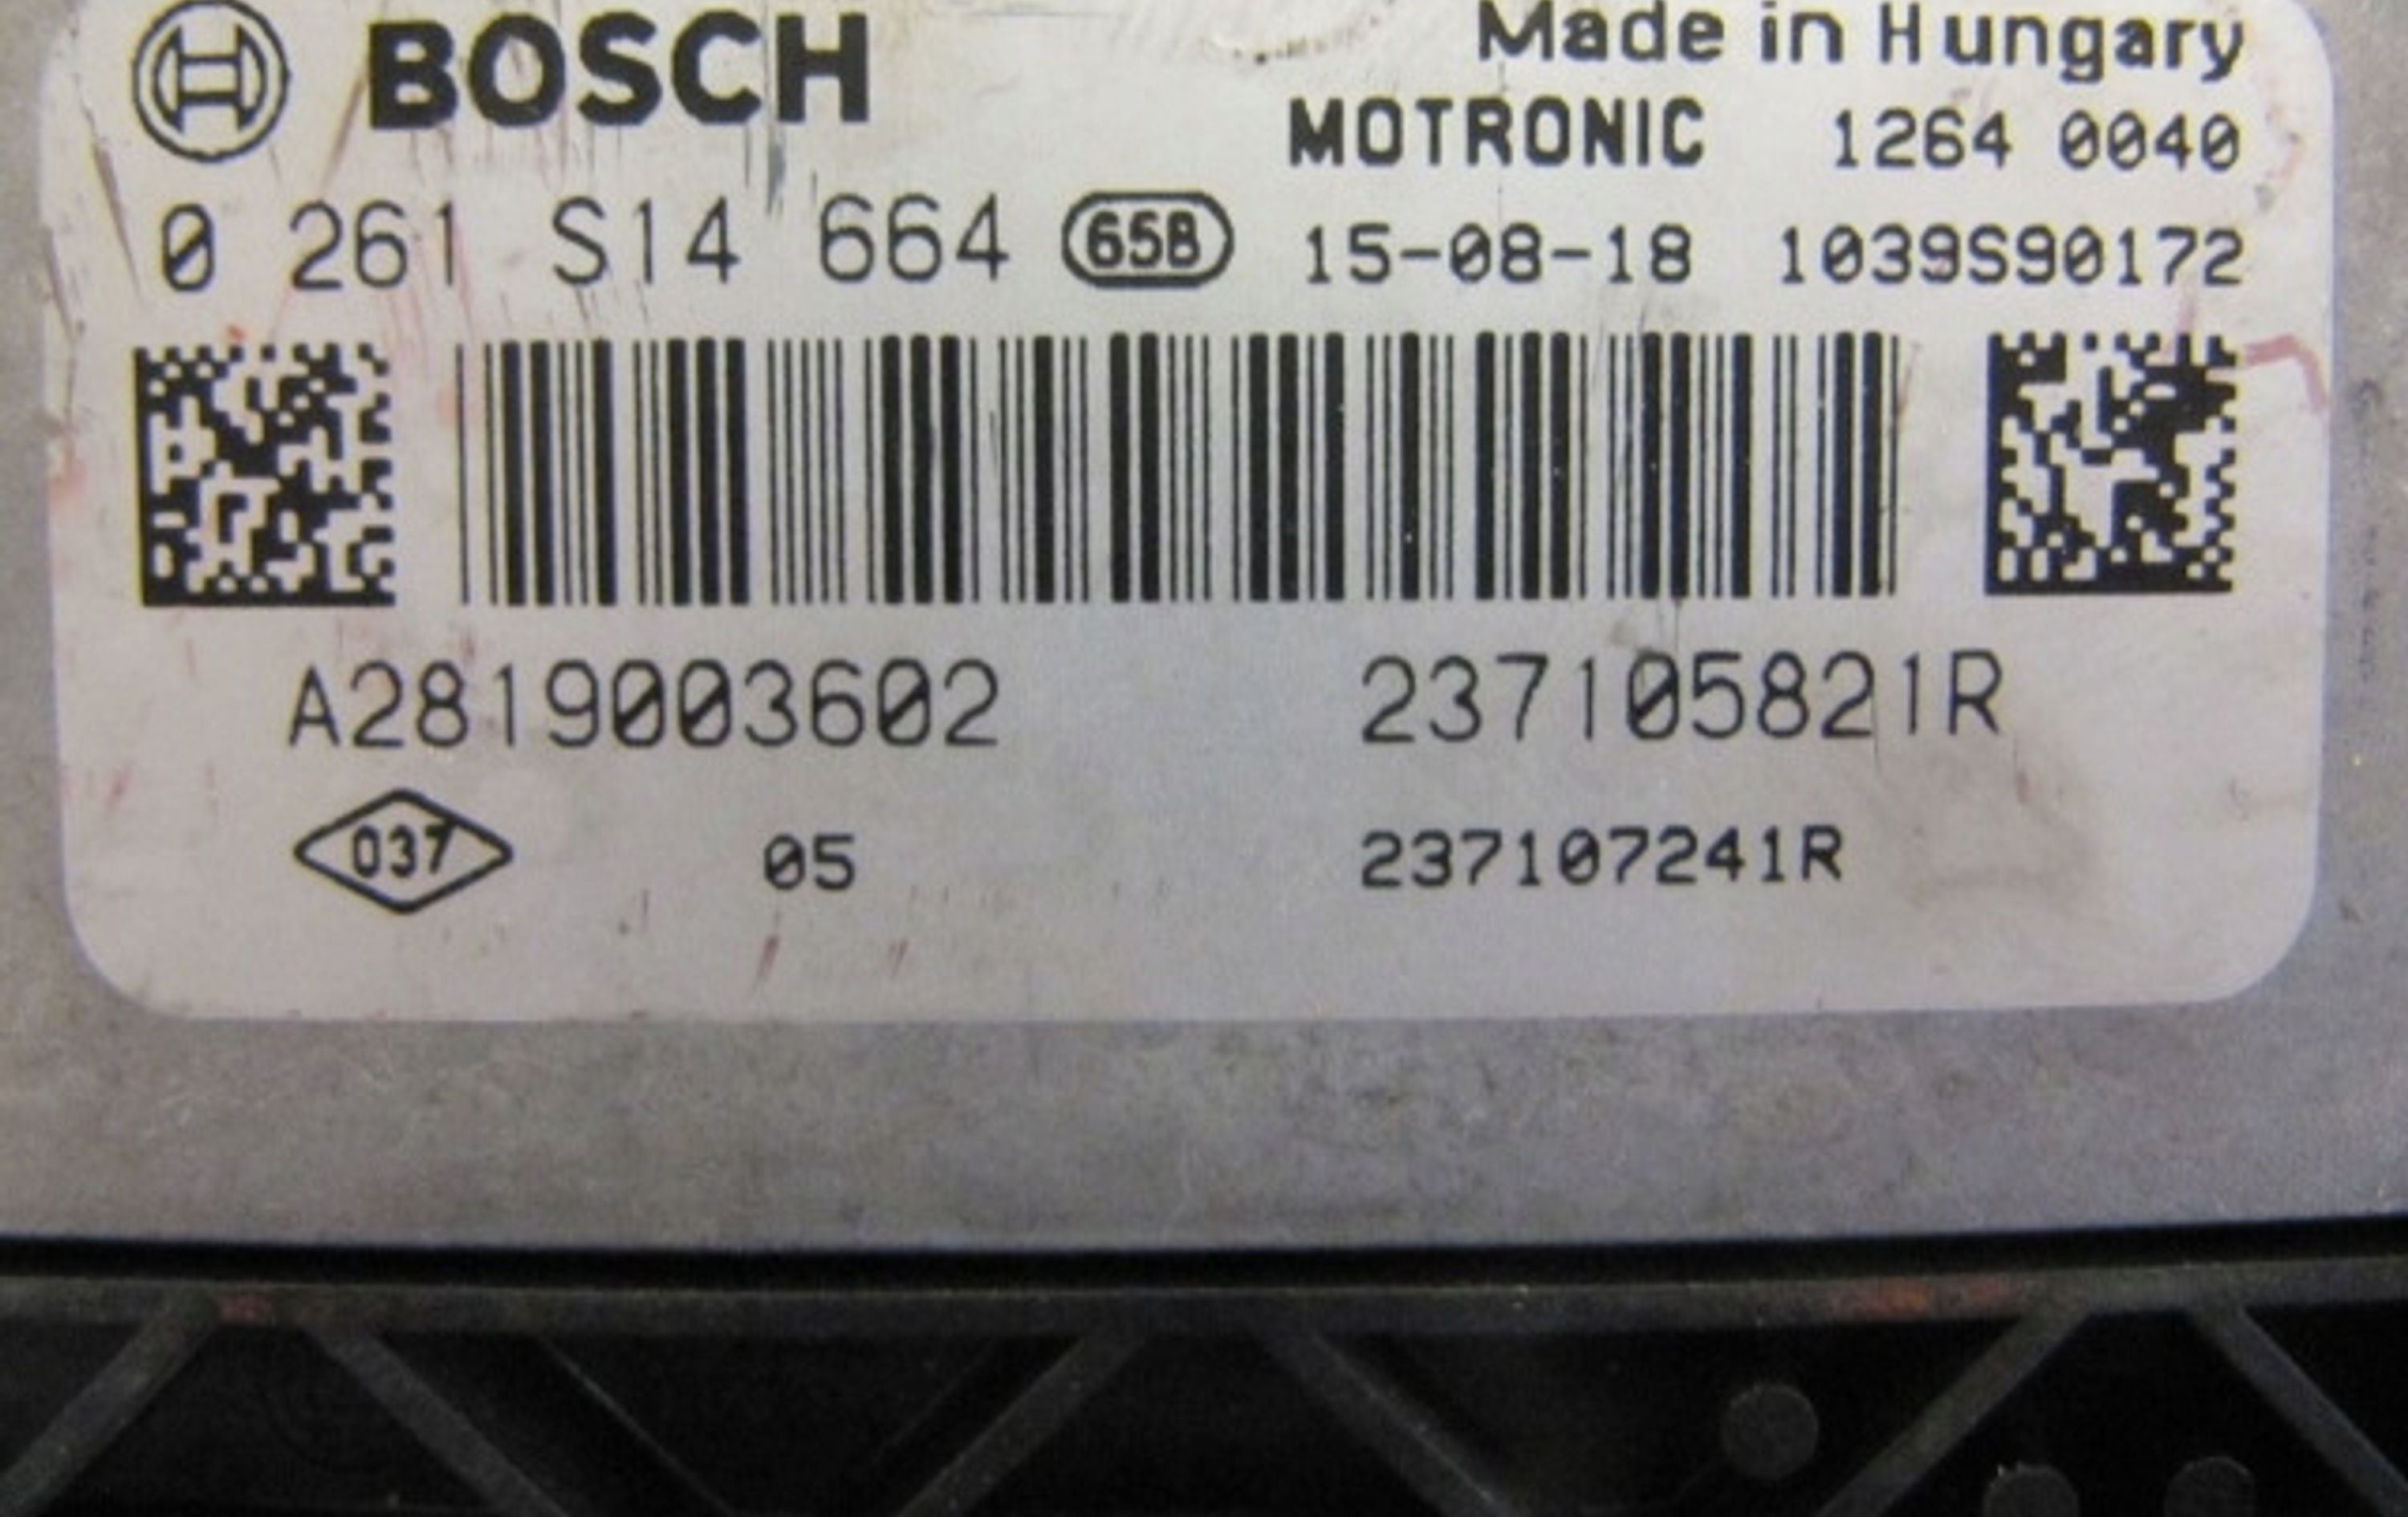 BOSCH Made in Hungary
MOTRONIC 1264 0040
0 261 S14 664 65B 15-08-18 1039S90172
A2819003602 237105821R
037 05 237107241R